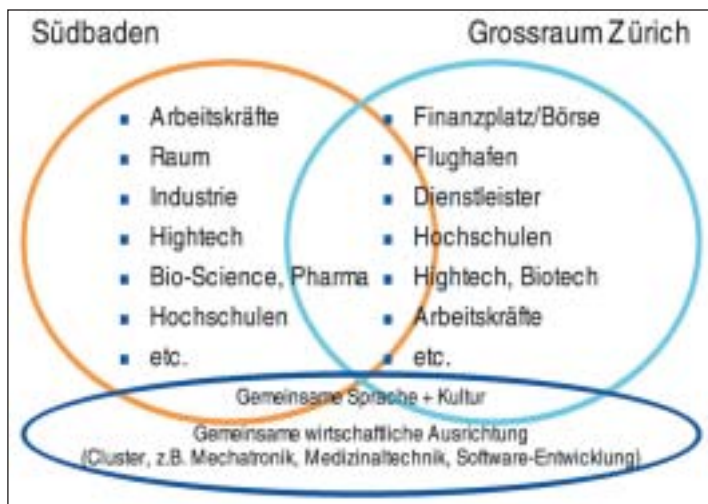 Südbaden
Grossraum Zürich
Arbeitskräfte
Raum
Industrie
Hightech
Bio-Science, Pharma
Hochschulen
etc.
Finanzplatz/Börse
Flughafen
Dienstleister
Hochschulen
Hightech, Biotech
Arbeitskräfte
etc.
Gemeinsame Sprache + Kultur
Gemeinsame wirtschaftliche Ausrichtung
(Cluster, z.B. Mechatronik, Medizinaltechnik, Software-Entwicklung)